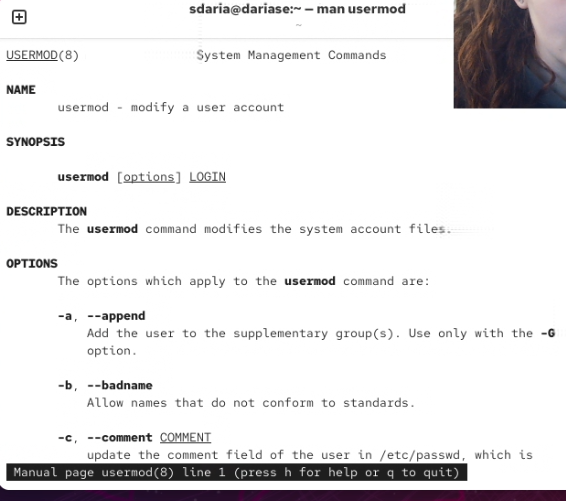 sdaria@dariase:~ — man usermod
~
USERMOD(8) System Management Commands
NAME
usermod - modify a user account
SYNOPSIS
usermod [options] LOGIN
DESCRIPTION
The usermod command modifies the system account files.
OPTIONS
The options which apply to the usermod command are:
-a, --append
Add the user to the supplementary group(s). Use only with the -G
option.
-b, --badname
Allow names that do not conform to standards.
-c, --comment COMMENT
update the comment field of the user in /etc/passwd, which is
Manual page usermod(8) line 1 (press h for help or q to quit)